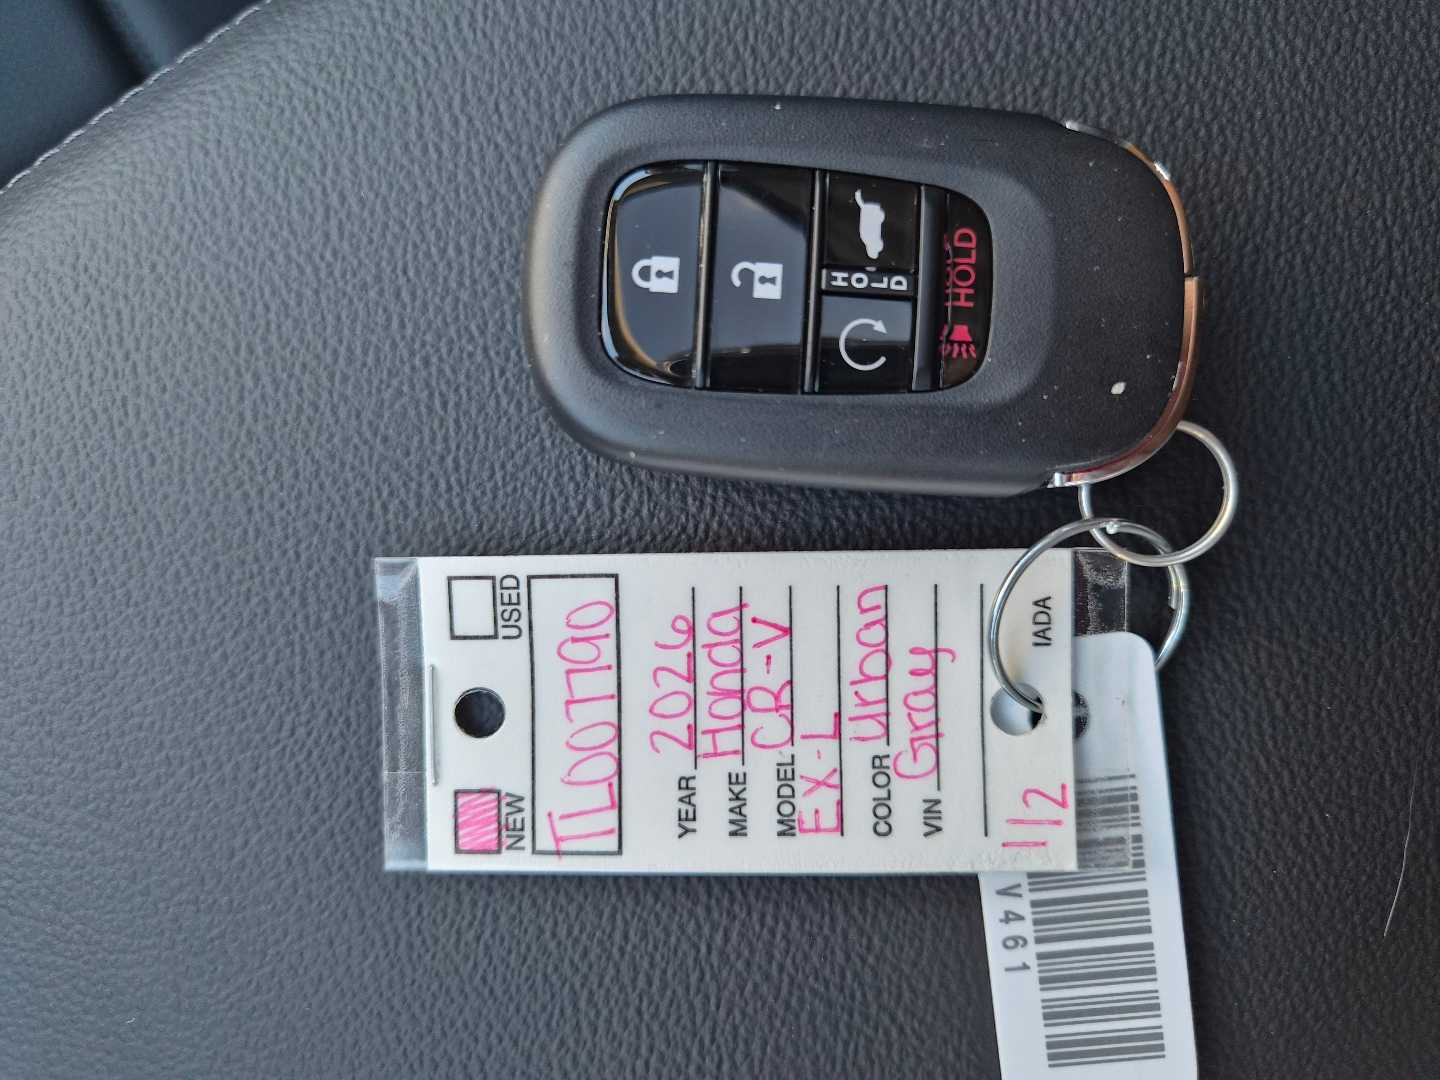 HOLD
HOLD
NEW USED
TL007790
YEAR 2026
MAKE Honda
MODEL CR-V
EX-L
COLOR Urban
VIN Gray
1/2 IADA
V461